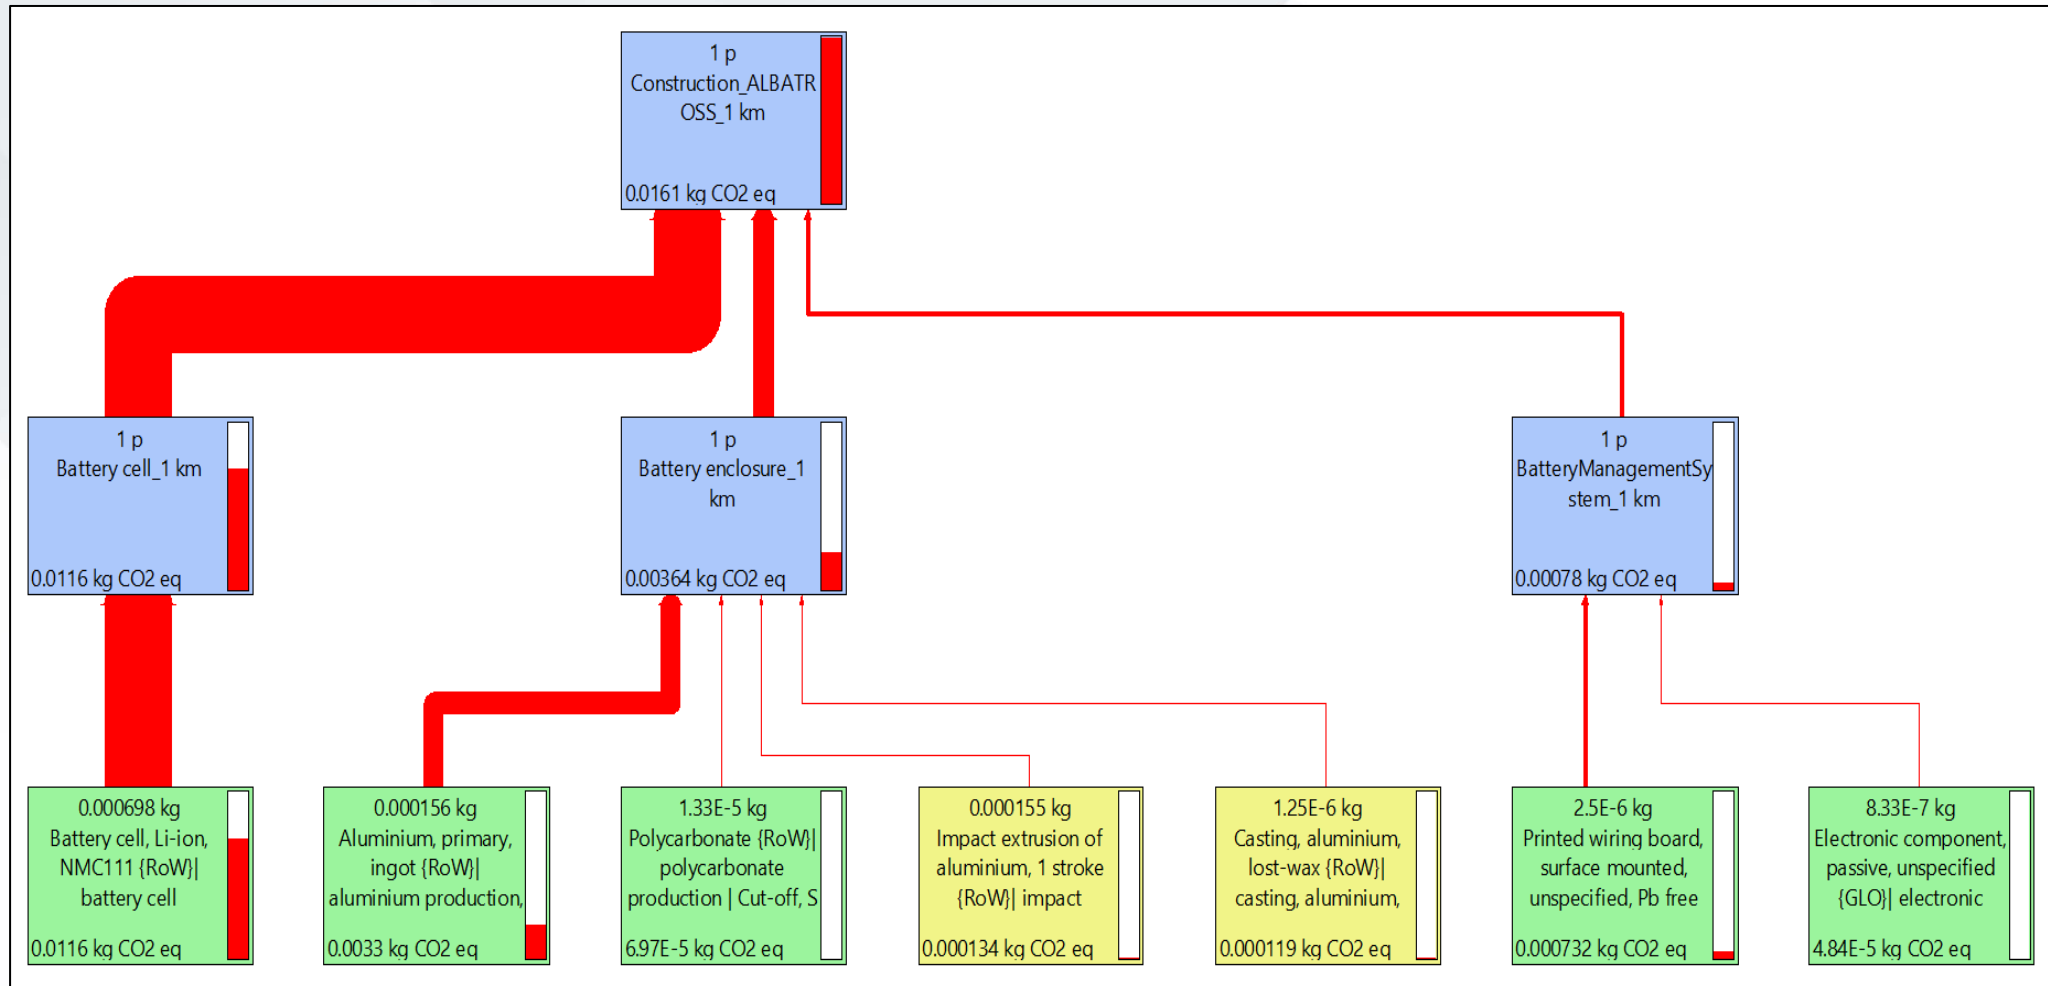 1 p
Construction_ALBATR
OSS_1 km
0.0161 kg CO2 eq
1 p
Battery cell_1 km
0.0116 kg CO2 eq
1 p
Battery enclosure_1
km
0.00364 kg CO2 eq
1 p
BatteryManagementSy
stem_1 km
0.00078 kg CO2 eq
0.000698 kg
Battery cell, Li-ion,
NMC111 {RoW}|
battery cell
0.0116 kg CO2 eq
0.000156 kg
Aluminium, primary,
ingot {RoW}|
aluminium production,
0.0033 kg CO2 eq
1.33E-5 kg
Polycarbonate {RoW}|
polycarbonate
production | Cut-off, S
6.97E-5 kg CO2 eq
0.000155 kg
Impact extrusion of
aluminium, 1 stroke
{RoW}| impact
0.000134 kg CO2 eq
1.25E-6 kg
Casting, aluminium,
lost-wax {RoW}|
casting, aluminium,
0.000119 kg CO2 eq
2.5E-6 kg
Printed wiring board,
surface mounted,
unspecified, Pb free
0.000732 kg CO2 eq
8.33E-7 kg
Electronic component,
passive, unspecified
{GLO}| electronic
4.84E-5 kg CO2 eq